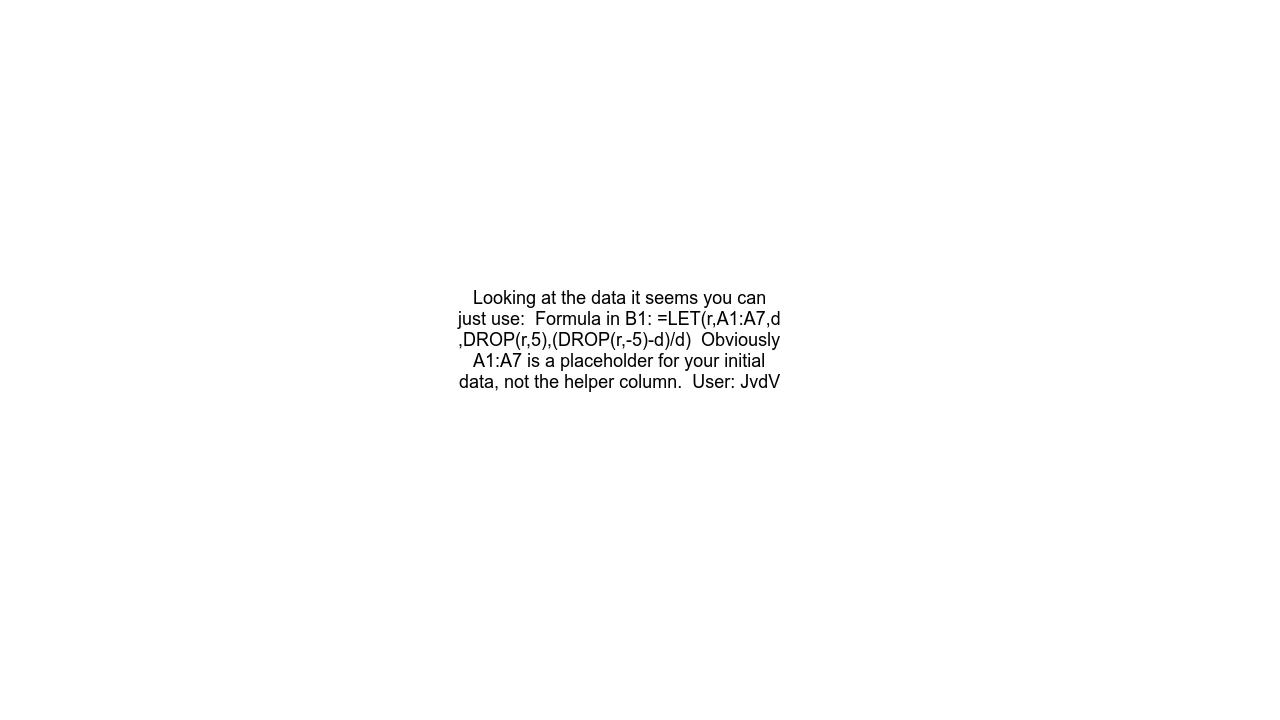 Looking at the data it seems you can
just use:  Formula in B1: =LET(r,A1:A7,d
,DROP(r,5),(DROP(r,-5)-d)/d)  Obviously
A1:A7 is a placeholder for your initial
data, not the helper column.  User: JvdV